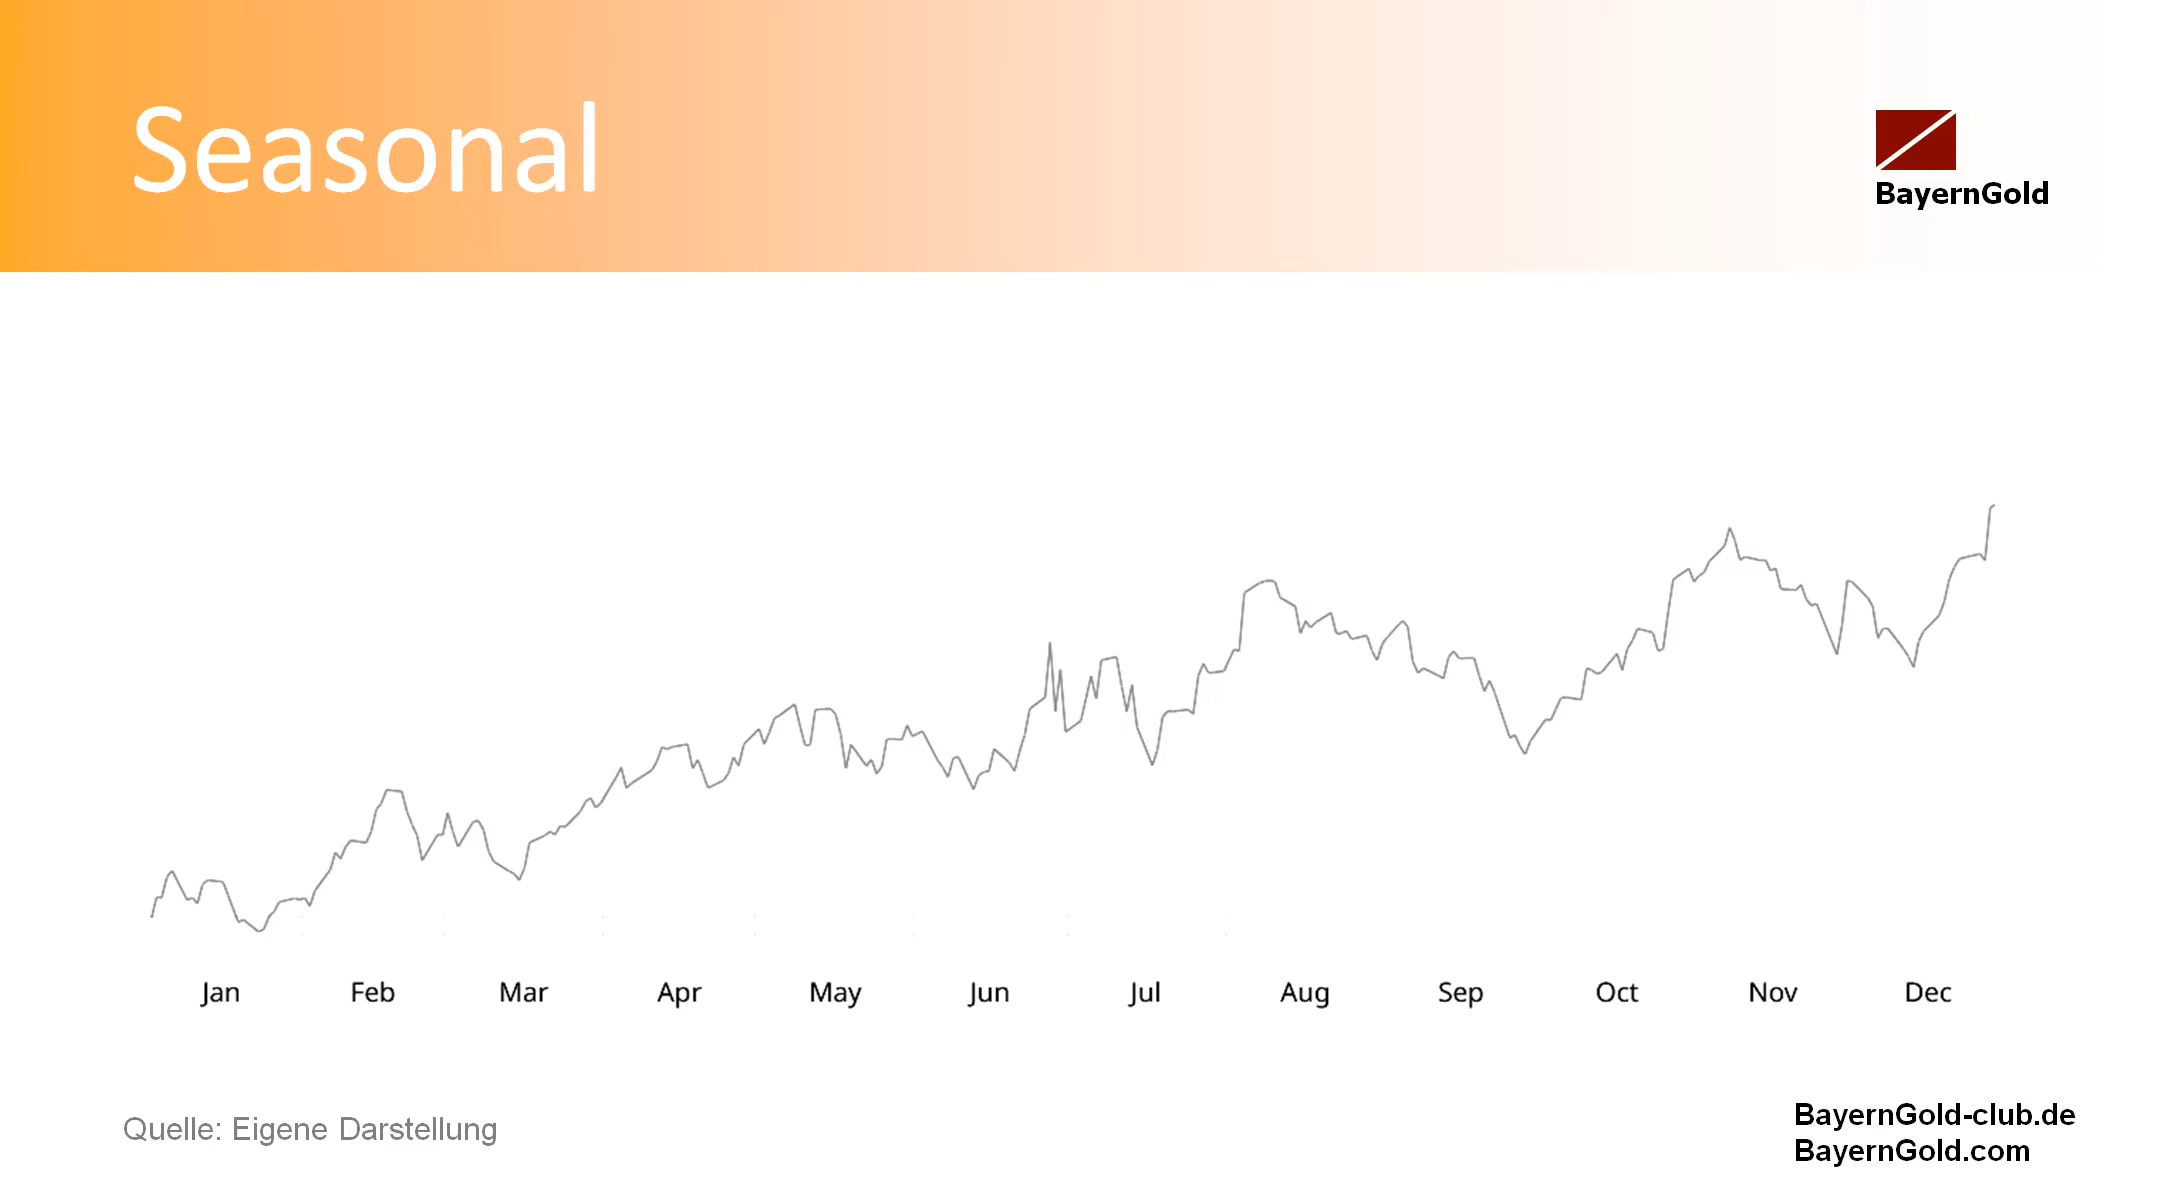 Seasonal
BayernGold
Jan Feb Mar Apr May Jun Jul Aug Sep Oct Nov Dec
Quelle: Eigene Darstellung
BayernGold-club.de
BayernGold.com